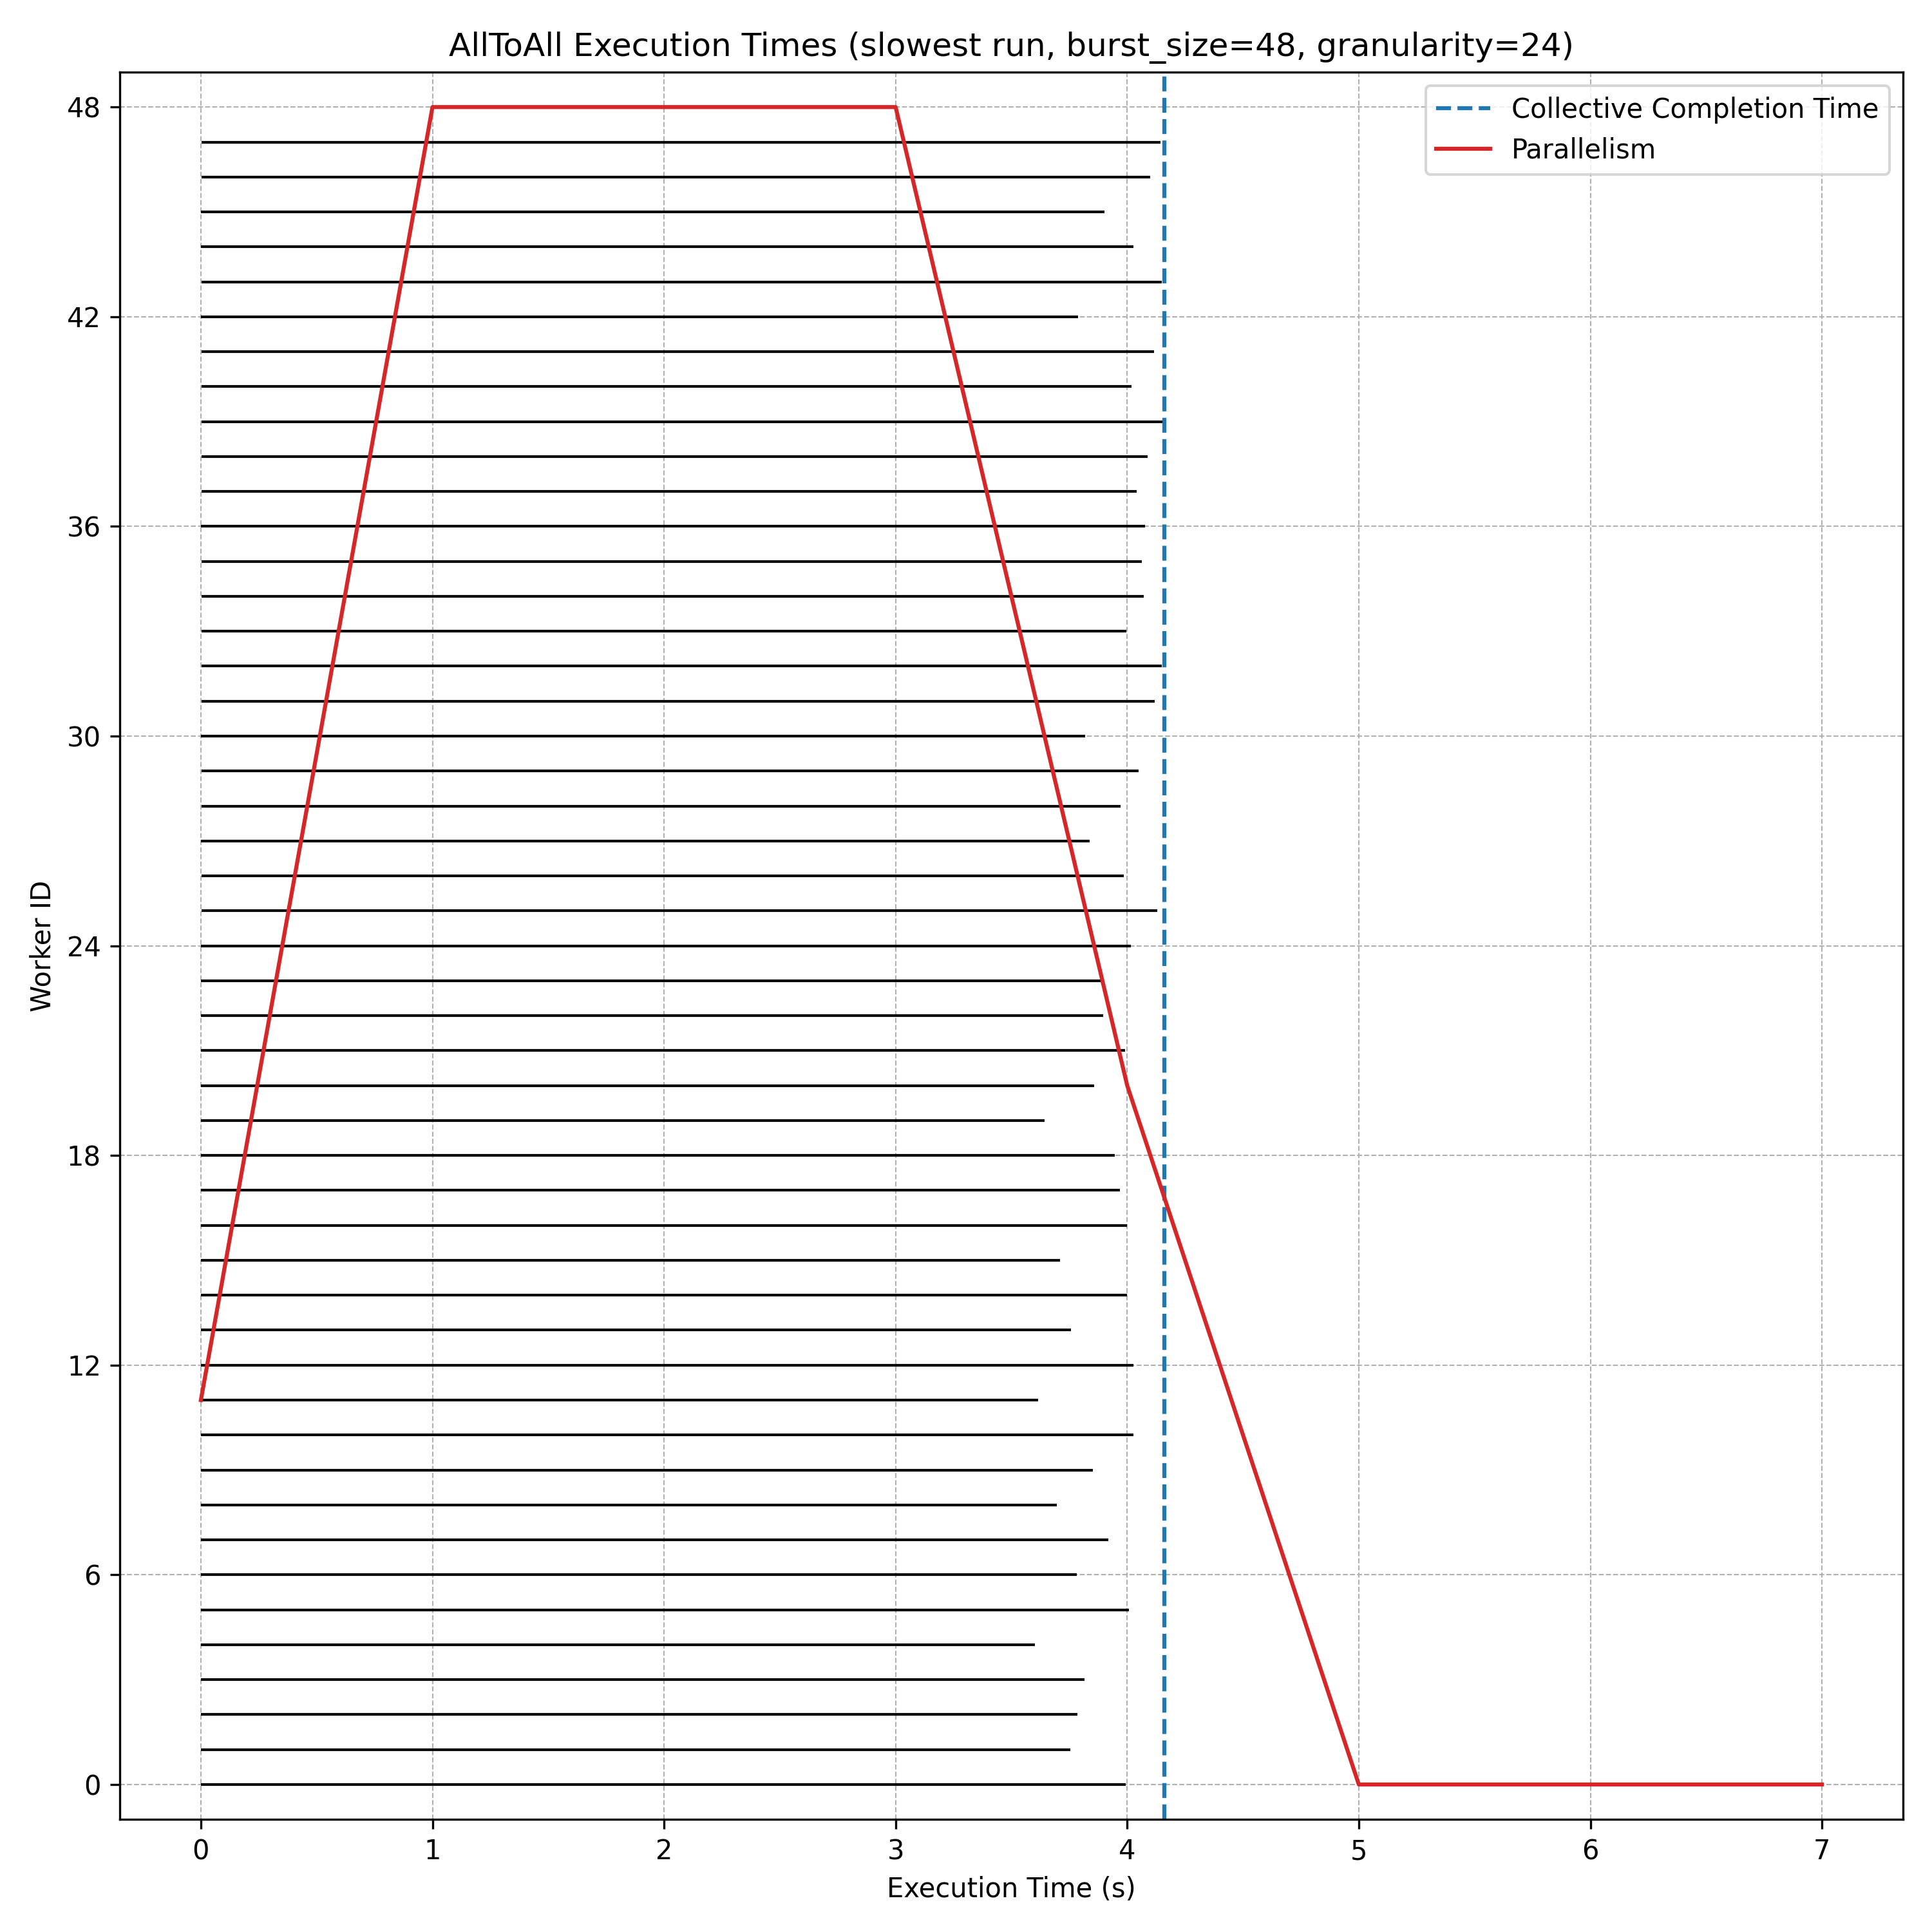 AllToAll Execution Times (slowest run, burst_size=48, granularity=24)
Collective Completion Time
Parallelism
48
42
36
30
24
18
12
6
0
Worker ID
0 1 2 3 4 5 6 7
Execution Time (s)